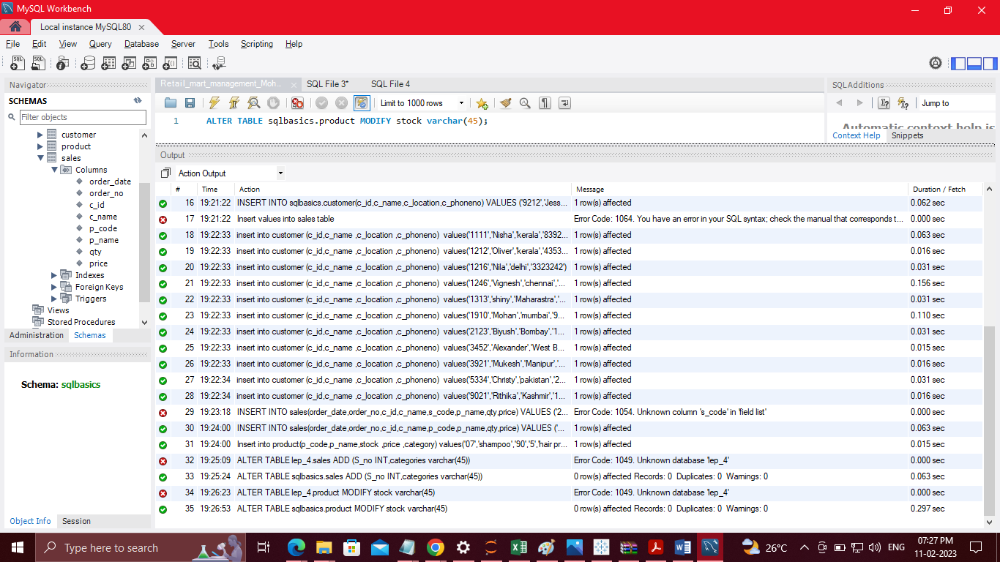 MySQL Workbench
Local instance MySQL80
File Edit View Query Database Server Tools Scripting Help
Navigator
SCHEMAS
Filter objects
customer
product
sales
Columns
order_date
order_no
c_id
c_name
p_code
p_name
qty
price
Indexes
Foreign Keys
Triggers
Views
Stored Procedures
Administration Schemas
Information
Schema: sqlbasics
Object Info Session
Retail_mart_management_Moh... SQL File 3* SQL File 4
Limit to 1000 rows
1 ALTER TABLE sqlbasics.product MODIFY stock varchar(45);
SQLAdditions
Jump to
Automatic context help is
Context Help Snippets
Output
Action Output
# Time Action Message Duration / Fetch
16 19:21:22 INSERT INTO sqlbasics.customer(c_id,c_name,c_location,c_phoneno) VALUES ('9212','Jess... 1 row(s) affected 0.062 sec
17 19:21:22 Insert values into sales table Error Code: 1064. You have an error in your SQL syntax; check the manual that corresponds t... 0.000 sec
18 19:22:33 insert into customer (c_id,c_name ,c_location ,c_phoneno) values('1111','Nisha','kerala','8392... 1 row(s) affected 0.063 sec
19 19:22:33 insert into customer (c_id,c_name ,c_location ,c_phoneno) values('1212','Oliver','kerala','4353... 1 row(s) affected 0.016 sec
20 19:22:33 insert into customer (c_id,c_name ,c_location ,c_phoneno) values('1216','Nila','delhi','3323242') 1 row(s) affected 0.031 sec
21 19:22:33 insert into customer (c_id,c_name ,c_location ,c_phoneno) values('1246','Vignesh','chennai','... 1 row(s) affected 0.156 sec
22 19:22:33 insert into customer (c_id,c_name ,c_location ,c_phoneno) values('1313','shiny','Maharastra','... 1 row(s) affected 0.031 sec
23 19:22:33 insert into customer (c_id,c_name ,c_location ,c_phoneno) values('1910','Mohan','mumbai','9... 1 row(s) affected 0.110 sec
24 19:22:33 insert into customer (c_id,c_name ,c_location ,c_phoneno) values('2123','Biyush','Bombay','1... 1 row(s) affected 0.031 sec
25 19:22:33 insert into customer (c_id,c_name ,c_location ,c_phoneno) values('3452','Alexander','West B... 1 row(s) affected 0.015 sec
26 19:22:33 insert into customer (c_id,c_name ,c_location ,c_phoneno) values('3921','Mukesh','Manipur','... 1 row(s) affected 0.016 sec
27 19:22:34 insert into customer (c_id,c_name ,c_location ,c_phoneno) values('5334','Christy','pakistan','2... 1 row(s) affected 0.031 sec
28 19:22:34 insert into customer (c_id,c_name ,c_location ,c_phoneno) values('9021','Rithika','Kashmir','1... 1 row(s) affected 0.016 sec
29 19:23:18 INSERT INTO sales(order_date,order_no,c_id,c_name,s_code,p_name,qty,price) VALUES ('2... Error Code: 1054. Unknown column 's_code' in 'field list' 0.000 sec
30 19:24:00 INSERT INTO sales(order_date,order_no,c_id,c_name,p_code,p_name,qty,price) VALUES ('... 1 row(s) affected 0.063 sec
31 19:24:00 Insert into product(p_code,p_name,stock ,price ,category) values('07','shampoo','90','5','hair pr... 1 row(s) affected 0.015 sec
32 19:25:09 ALTER TABLE lep_4.sales ADD (S_no INT,categories varchar(45)) Error Code: 1049. Unknown database 'lep_4' 0.000 sec
33 19:25:24 ALTER TABLE sqlbasics.sales ADD (S_no INT,categories varchar(45)) 0 row(s) affected Records: 0 Duplicates: 0 Warnings: 0 0.063 sec
34 19:26:23 ALTER TABLE lep_4.product MODIFY stock varchar(45) Error Code: 1049. Unknown database 'lep_4' 0.000 sec
35 19:26:53 ALTER TABLE sqlbasics.product MODIFY stock varchar(45) 0 row(s) affected Records: 0 Duplicates: 0 Warnings: 0 0.297 sec
Type here to search
26°C ENG
07:27 PM
11-02-2023